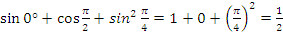 sin 0° + cos π/2 + sin² π/4 = 1 + 0 + (π/4)² = 1/2